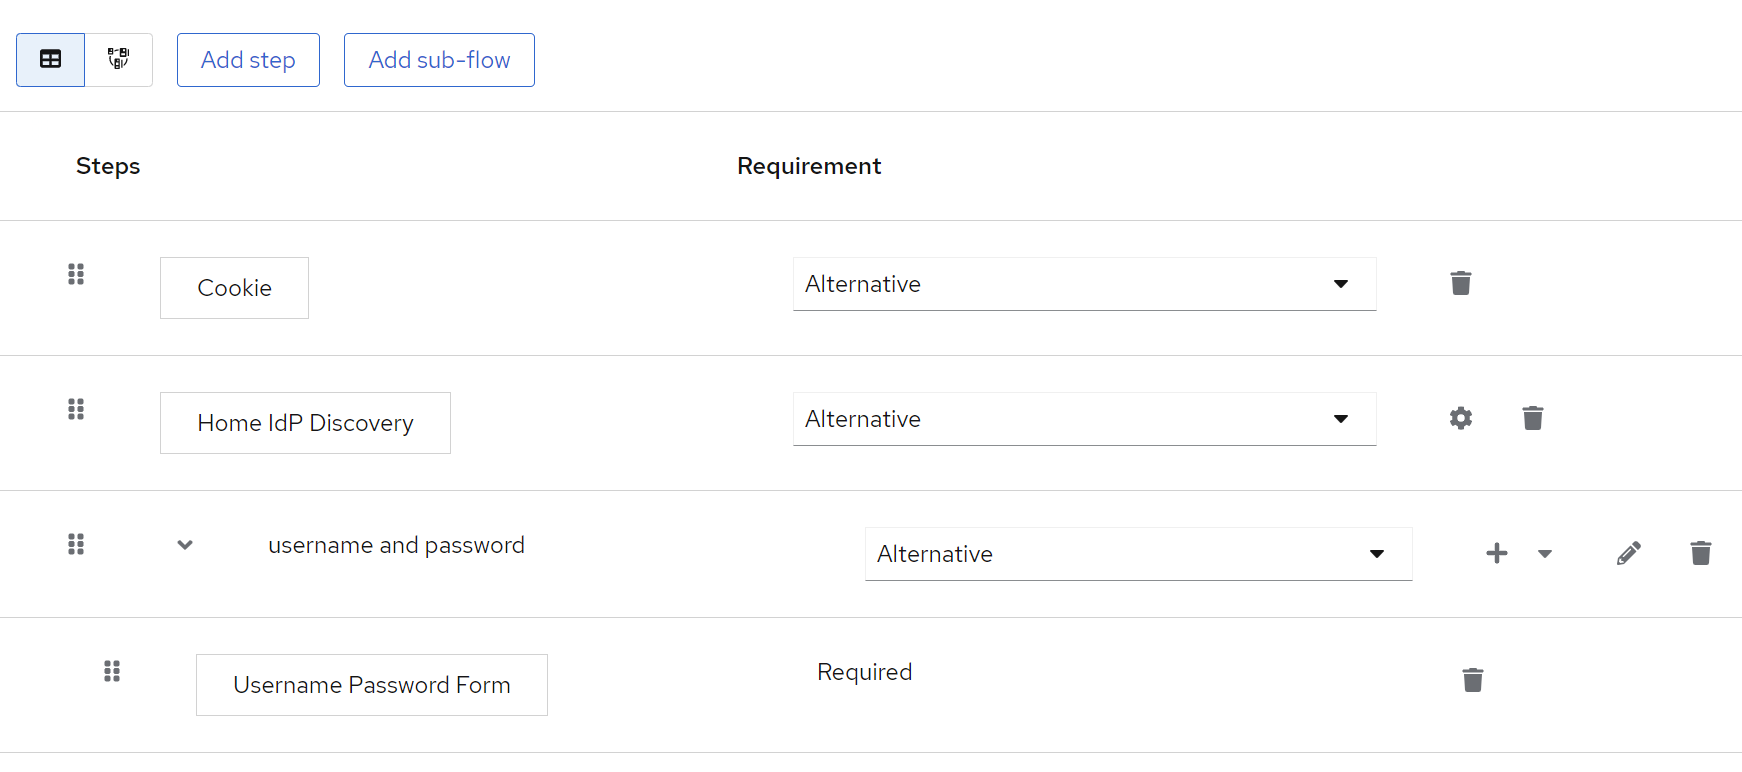 Add step Add sub-flow
Steps Requirement
Cookie Alternative
Home IdP Discovery Alternative
username and password Alternative
Username Password Form Required